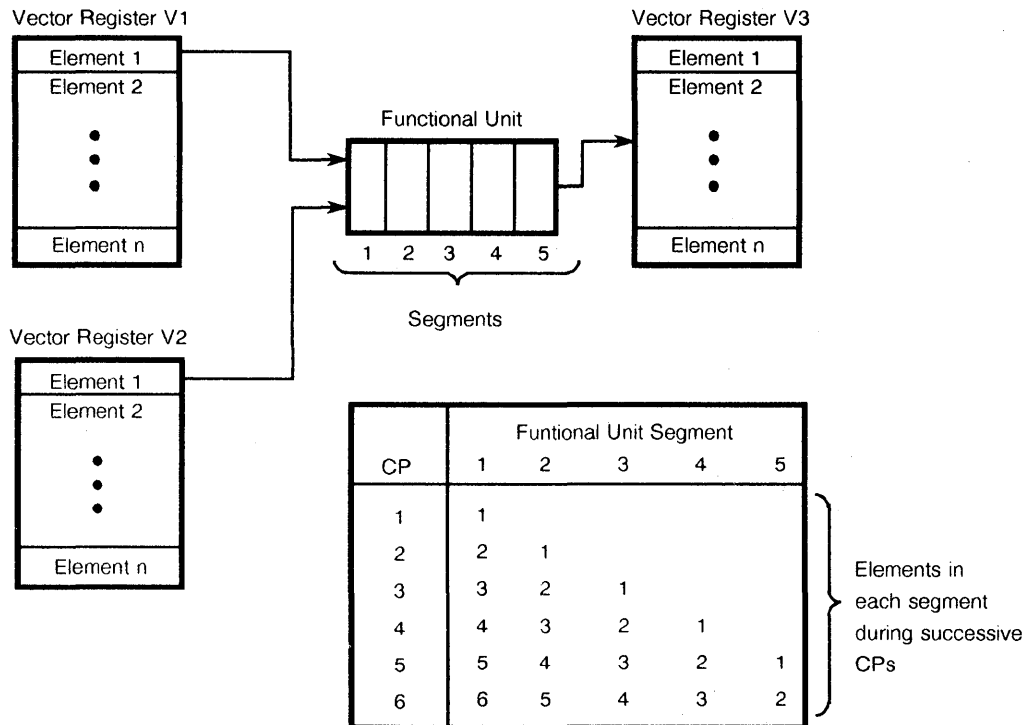 Vector Register V1
Element 1
Element 2
Element n
Vector Register V2
Element 1
Element 2
Element n
Functional Unit
1 2 3 4 5
Segments
Vector Register V3
Element 1
Element 2
Element n
Funtional Unit Segment
CP 1 2 3 4 5
1 1
2 2 1
3 3 2 1
4 4 3 2 1
5 5 4 3 2 1
6 6 5 4 3 2
Elements in
each segment
during successive
CPs